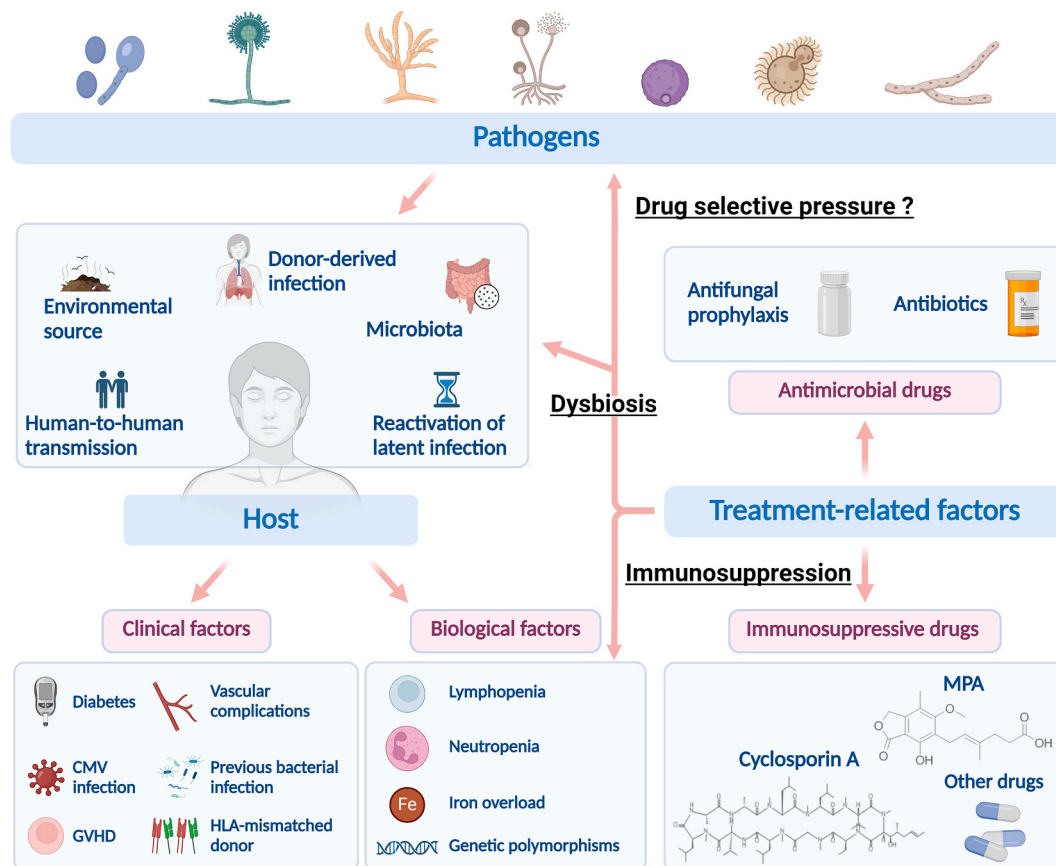 Pathogens
Drug selective pressure ?
Environmental
source
Donor-derived
infection
Microbiota
Human-to-human
transmission
Reactivation of
latent infection
Antifungal
prophylaxis
Antibiotics
Rx
Antimicrobial drugs
Dysbiosis
Host
Treatment-related factors
Immunosuppression
Clinical factors
Biological factors
Immunosuppressive drugs
Diabetes
Vascular
complications
CMV
infection
Previous bacterial
infection
GVHD
HLA-mismatched
donor
Lymphopenia
Neutropenia
Fe
Iron overload
Genetic polymorphisms
MPA
O
O
O
OH
O
OH
Cyclosporin A
Other drugs